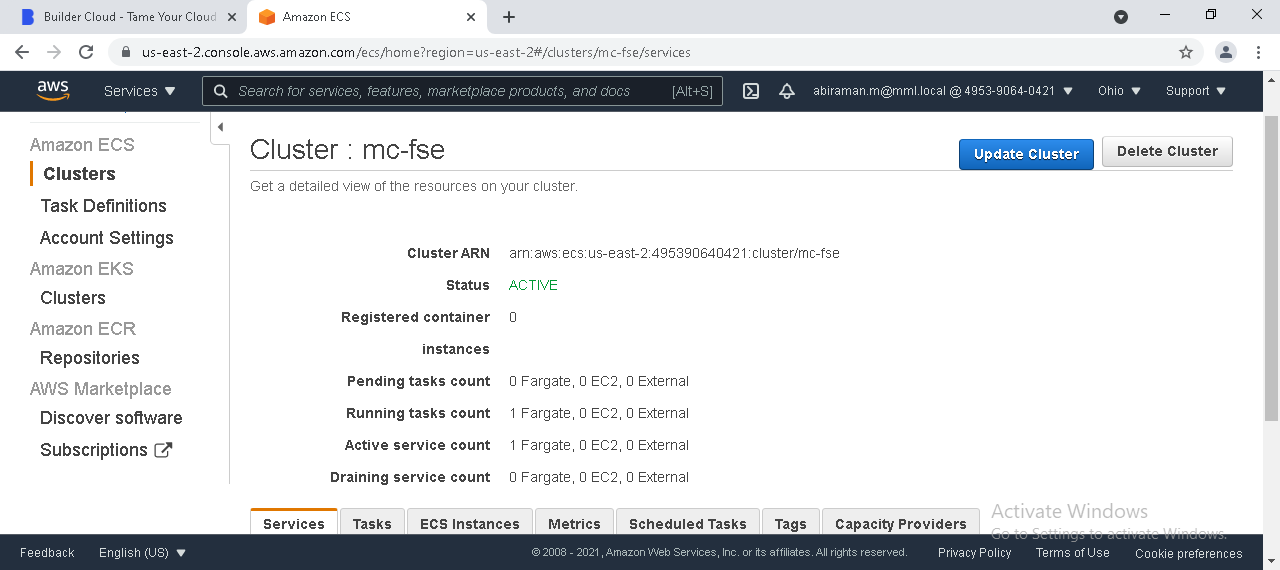 Builder Cloud - Tame Your Cloud
Amazon ECS
us-east-2.console.aws.amazon.com/ecs/home?region=us-east-2#/clusters/mc-fse/services
aws
Services
Search for services, features, marketplace products, and docs
[Alt+S]
abiraman.m@mml.local @ 4953-9064-0421
Ohio
Support
Amazon ECS
Clusters
Task Definitions
Account Settings
Amazon EKS
Clusters
Amazon ECR
Repositories
AWS Marketplace
Discover software
Subscriptions
Cluster : mc-fse
Update Cluster
Delete Cluster
Get a detailed view of the resources on your cluster.
Cluster ARN arn:aws:ecs:us-east-2:495390640421:cluster/mc-fse
Status ACTIVE
Registered container 0
instances
Pending tasks count 0 Fargate, 0 EC2, 0 External
Running tasks count 1 Fargate, 0 EC2, 0 External
Active service count 1 Fargate, 0 EC2, 0 External
Draining service count 0 Fargate, 0 EC2, 0 External
Services Tasks ECS Instances Metrics Scheduled Tasks Tags Capacity Providers
Activate Windows
Go to Settings to activate Windows.
Feedback
English (US)
© 2008 - 2021, Amazon Web Services, Inc. or its affiliates. All rights reserved.
Privacy Policy
Terms of Use
Cookie preferences